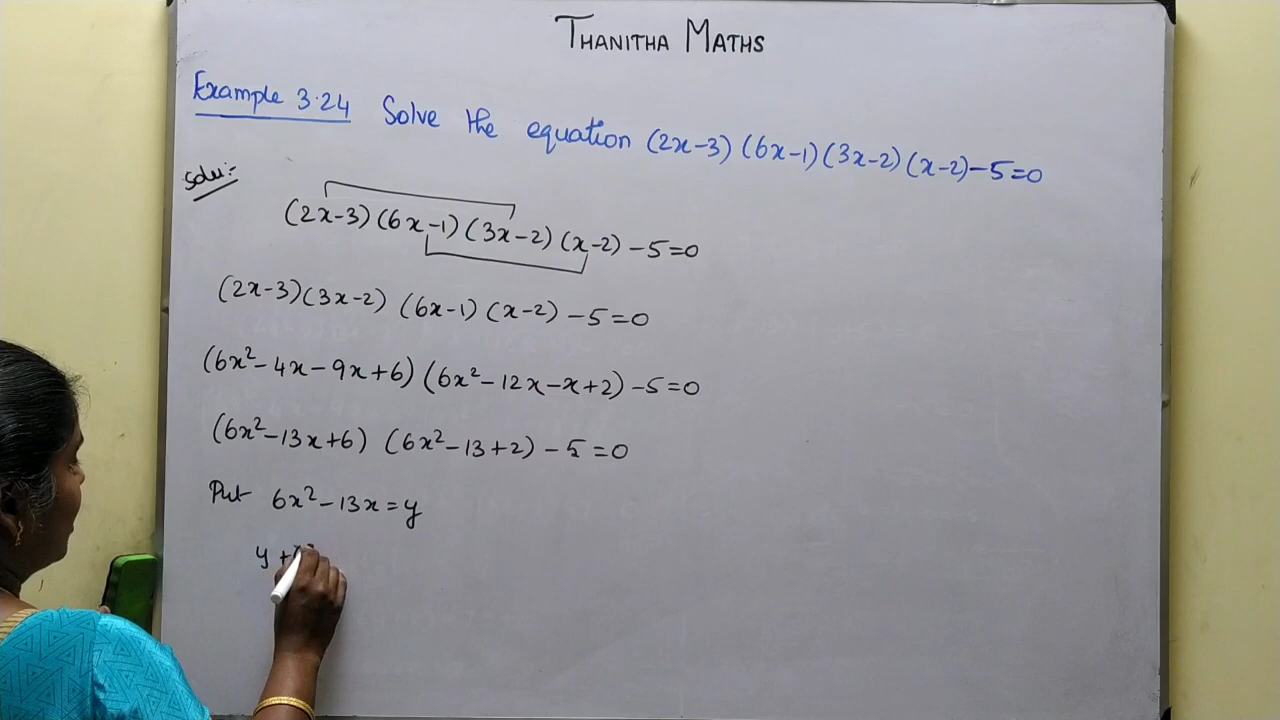 THANITHA MATHS
Example 3.24 Solve the equation (2x-3) (6x-1) (3x-2) (x-2) -5=0
Solu:-
(2x-3) (6x-1) (3x-2) (x-2) -5=0
(2x-3) (3x-2) (6x-1) (x-2) -5=0
(6x²-4x-9x+6) (6x²-12x-x+2) -5=0
(6x²-13x+6) (6x²-13+2) -5=0
Put 6x²-13x=y
y +